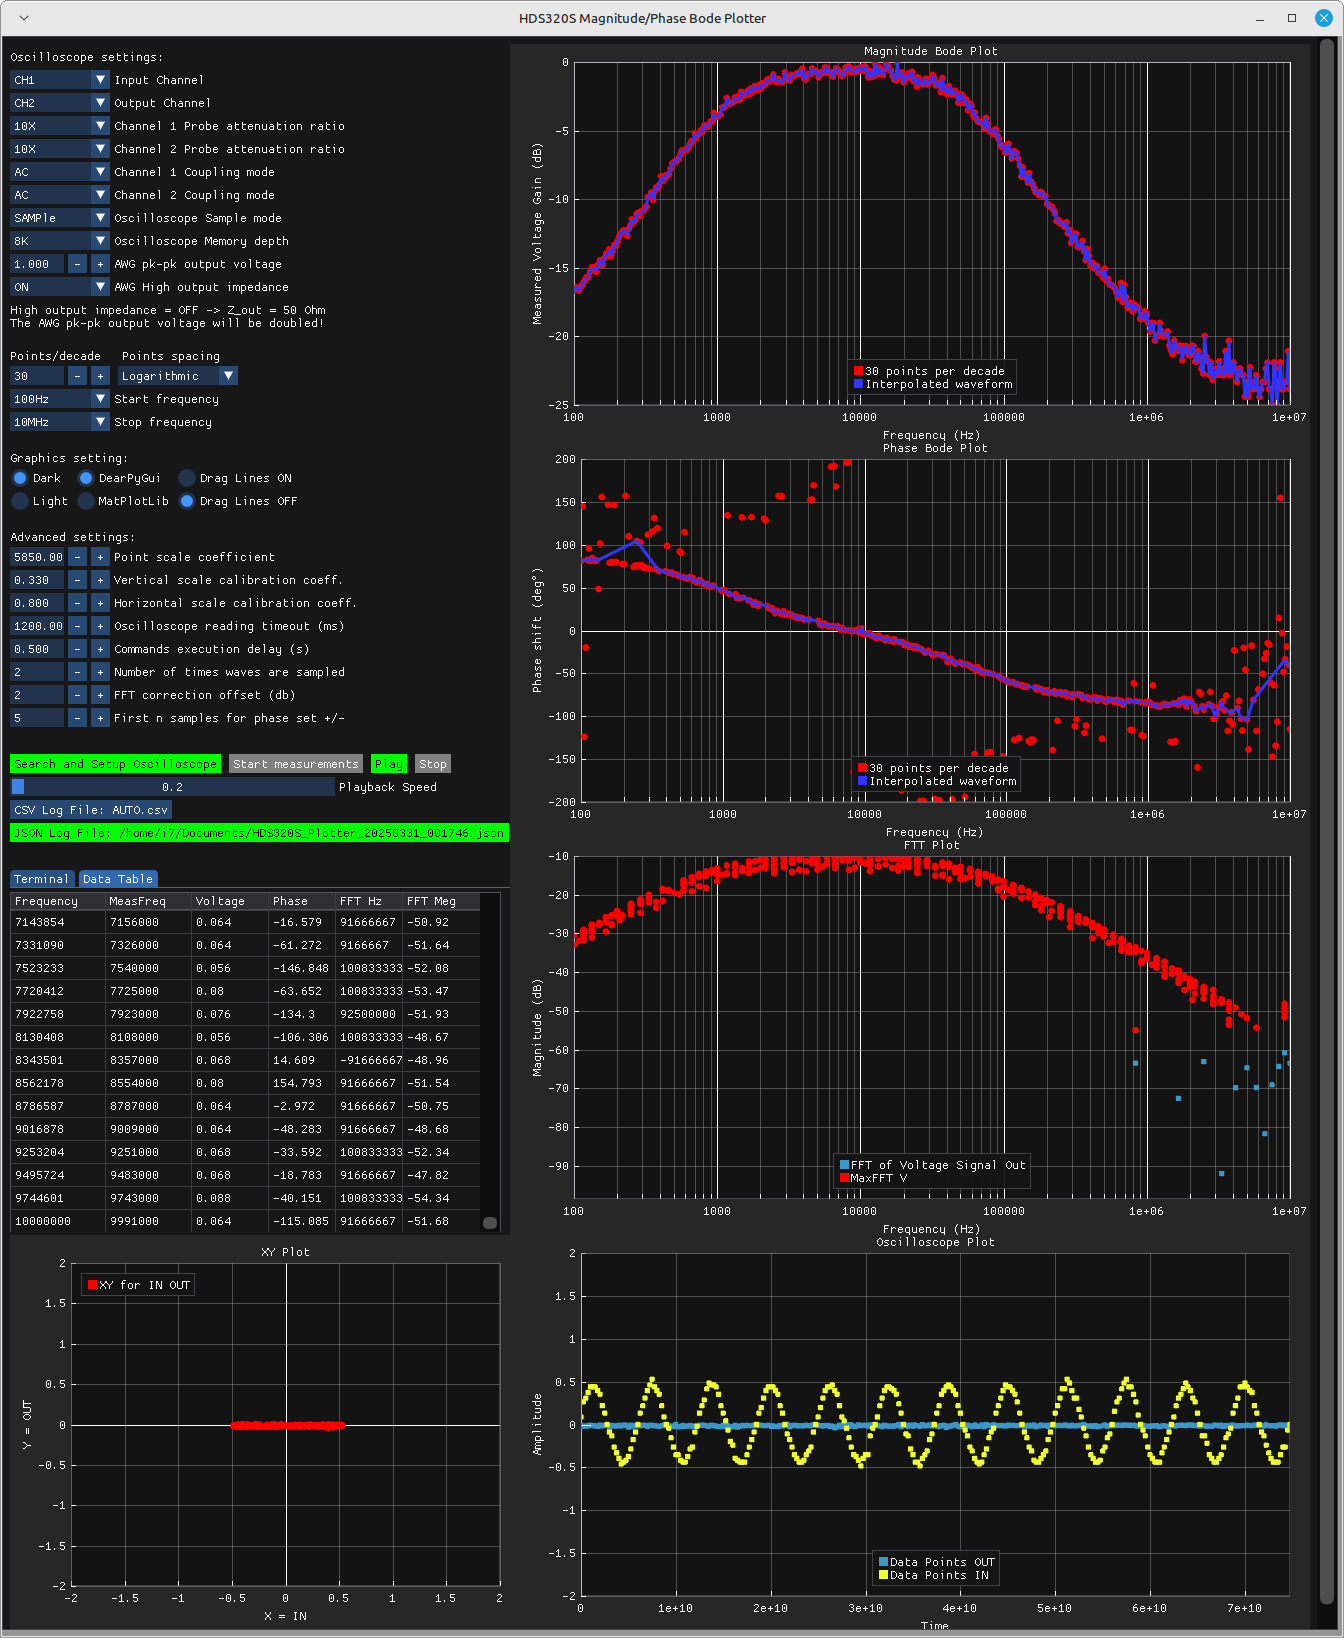 HDS320S Magnitude/Phase Bode Plotter
Oscilloscope settings:
CH1 Input Channel
CH2 Output Channel
10X Channel 1 Probe attenuation ratio
10X Channel 2 Probe attenuation ratio
AC Channel 1 Coupling mode
AC Channel 2 Coupling mode
SAMPle Oscilloscope Sample mode
8K Oscilloscope Memory depth
1.000 - + AWG pk-pk output voltage
ON AWG High output impedance
High output impedance = OFF -> Z_out = 50 Ohm
The AWG pk-pk output voltage will be doubled!
Points/decade Points spacing
30 - + Logarithmic
100Hz Start frequency
10MHz Stop frequency
Graphics setting:
Dark DearPyGui Drag Lines ON
Light MatPlotLib Drag Lines OFF
Advanced settings:
5850.00 - + Point scale coefficient
0.330 - + Vertical scale calibration coeff.
0.800 - + Horizontal scale calibration coeff.
1200.00 - + Oscilloscope reading timeout (ms)
0.500 - + Commands execution delay (s)
2 - + Number of times waves are sampled
2 - + FFT correction offset (db)
5 - + First n samples for phase set +/-
Search and Setup Oscilloscope Start measurements Play Stop
0.2 Playback Speed
CSV Log File: AUTO.csv
JSON Log File: /home/i7/Documents/HDS320S_Plotter_20250331_001746.json
Terminal Data Table
Frequency MeasFreq Voltage Phase FFT Hz FFT Meg
7143854 7156000 0.064 -16.579 91666667 -50.92
7331090 7326000 0.064 -61.272 9166667 -51.64
7523233 7540000 0.056 -146.848 100833333 -52.08
7720412 7725000 0.08 -63.652 100833333 -53.47
7922758 7923000 0.076 -134.3 92500000 -51.93
8130408 8108000 0.056 -106.306 100833333 -48.67
8343501 8357000 0.068 14.609 -91666667 -48.96
8562178 8554000 0.08 154.793 91666667 -51.54
8786587 8787000 0.064 -2.972 91666667 -50.75
9016878 9009000 0.064 -48.283 91666667 -48.68
9253204 9251000 0.068 -33.592 100833333 -52.34
9495724 9483000 0.068 -18.783 91666667 -47.82
9744601 9743000 0.088 -40.151 100833333 -54.34
10000000 9991000 0.064 -115.085 91666667 -51.68
XY Plot
XY for IN OUT
Y = OUT
2
1.5
1
0.5
0
-0.5
-1
-1.5
-2
-2 -1.5 -1 -0.5 0 0.5 1 1.5 2
X = IN
Magnitude Bode Plot
Measured Voltage Gain (dB)
0
-5
-10
-15
-20
-25
30 points per decade
Interpolated waveform
100 1000 10000 100000 1e+06 1e+07
Frequency (Hz)
Phase Bode Plot
Phase shift (deg°)
200
150
100
50
0
-50
-100
-150
-200
30 points per decade
Interpolated waveform
100 1000 10000 100000 1e+06 1e+07
Frequency (Hz)
FTT Plot
Magnitude (dB)
-10
-20
-30
-40
-50
-60
-70
-80
-90
FFT of Voltage Signal Out
MaxFFT V
100 1000 10000 100000 1e+06 1e+07
Frequency (Hz)
Oscilloscope Plot
Amplitude
2
1.5
1
0.5
0
-0.5
-1
-1.5
-2
Data Points OUT
Data Points IN
0 1e+10 2e+10 3e+10 4e+10 5e+10 6e+10 7e+10
Time